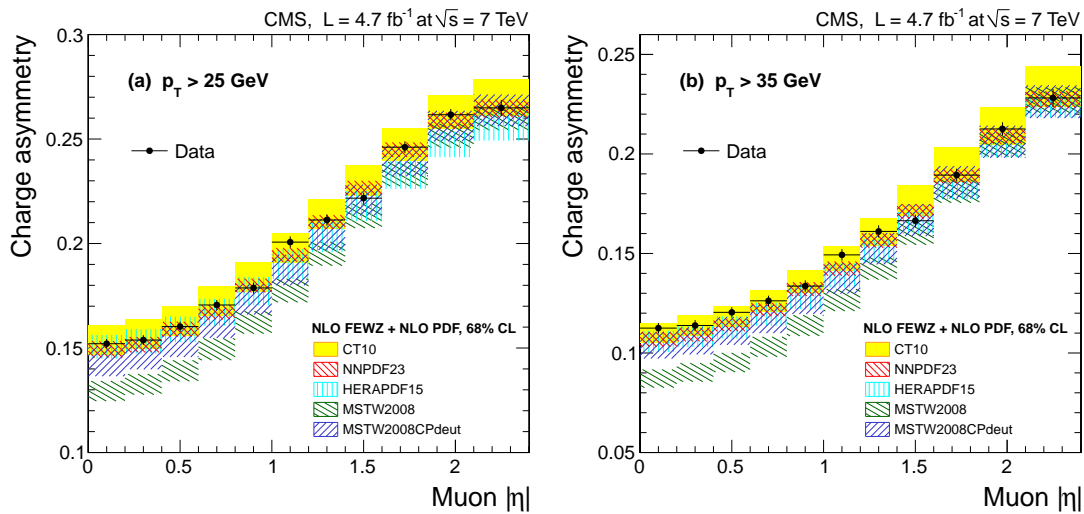 CMS, L = 4.7 fb⁻¹ at √s = 7 TeV
Charge asymmetry
0.3
0.25
0.2
0.15
0.1
(a) p_T > 25 GeV
Data
NLO FEWZ + NLO PDF, 68% CL
CT10
NNPDF23
HERAPDF15
MSTW2008
MSTW2008CPdeut
0 0.5 1 1.5 2
Muon |η|
CMS, L = 4.7 fb⁻¹ at √s = 7 TeV
Charge asymmetry
0.25
0.2
0.15
0.1
0.05
(b) p_T > 35 GeV
Data
NLO FEWZ + NLO PDF, 68% CL
CT10
NNPDF23
HERAPDF15
MSTW2008
MSTW2008CPdeut
0 0.5 1 1.5 2
Muon |η|